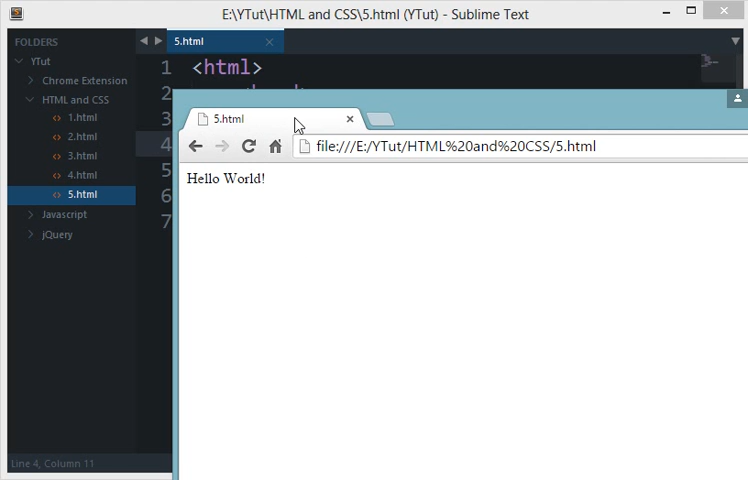 E:\YTut\HTML and CSS\5.html (YTut) - Sublime Text
FOLDERS
YTut
Chrome Extension
HTML and CSS
1.html
2.html
3.html
4.html
5.html
Javascript
jQuery
5.html
1 <html>
2
3
4
5
6
7
5.html
file:///E:/YTut/HTML%20and%20CSS/5.html
Hello World!
Line 4, Column 11